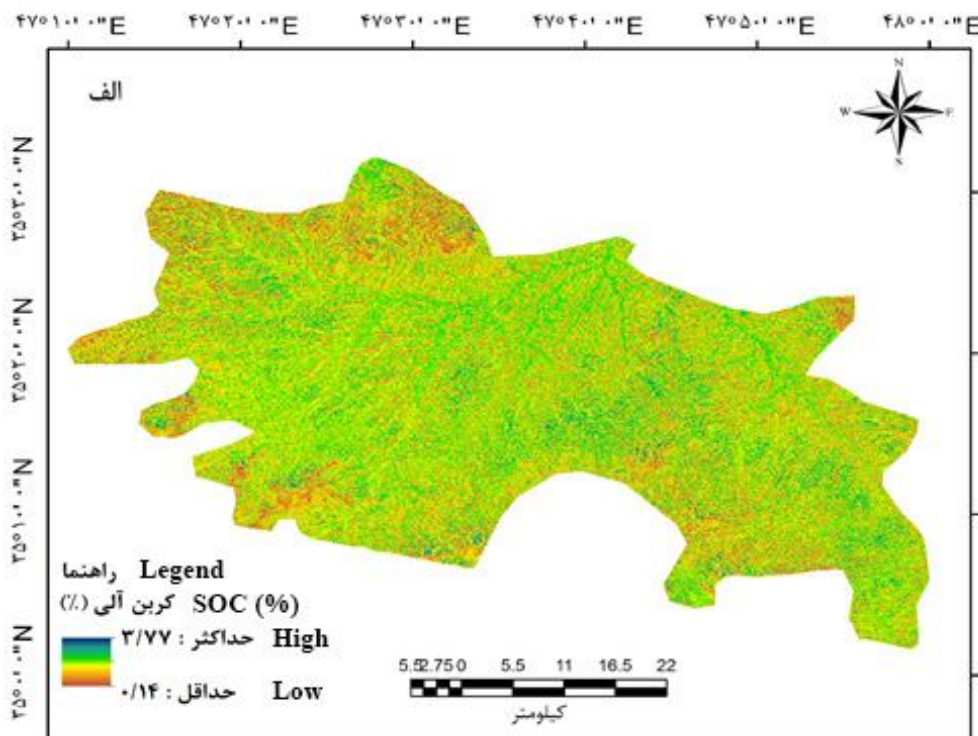 ۴۷°۱۰'۰"E ۴۷°۲۰'۰"E ۴۷°۳۰'۰"E ۴۷°۴۰'۰"E ۴۷°۵۰'۰"E ۴۸°۰'۰"E
الف
N
W E
S
۳۵°۳۰'۰"N
۳۵°۲۰'۰"N
۳۵°۱۰'۰"N
۳۵°۰'۰"N
راهنما Legend
کربن آلی (٪) SOC (%)
حداکثر : ۳/۷۷ High
حداقل : ۰/۱۴ Low
5.5 2.75 0 5.5 11 16.5 22
کیلومتر